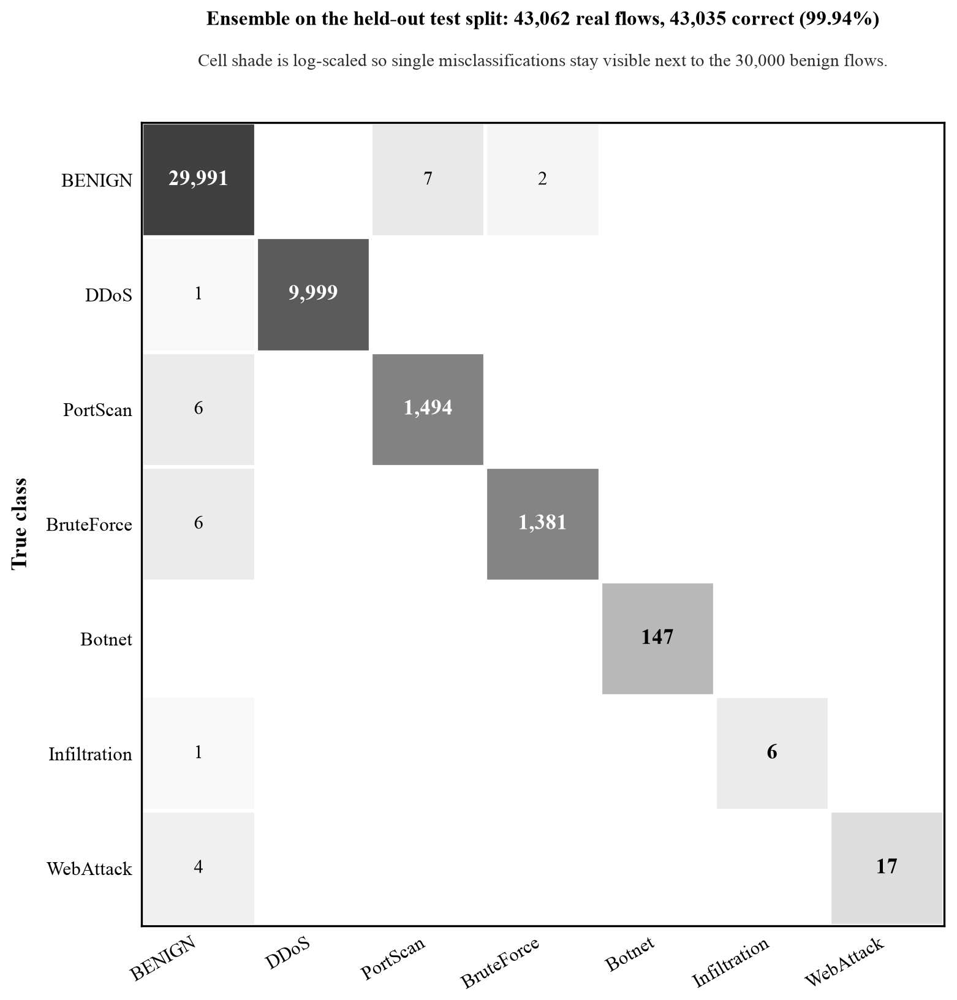 Ensemble on the held-out test split: 43,062 real flows, 43,035 correct (99.94%)
Cell shade is log-scaled so single misclassifications stay visible next to the 30,000 benign flows.
True class
BENIGN 29,991 7 2
DDoS 1 9,999
PortScan 6 1,494
BruteForce 6 1,381
Botnet 147
Infiltration 1 6
WebAttack 4 17
BENIGN DDoS PortScan BruteForce Botnet Infiltration WebAttack